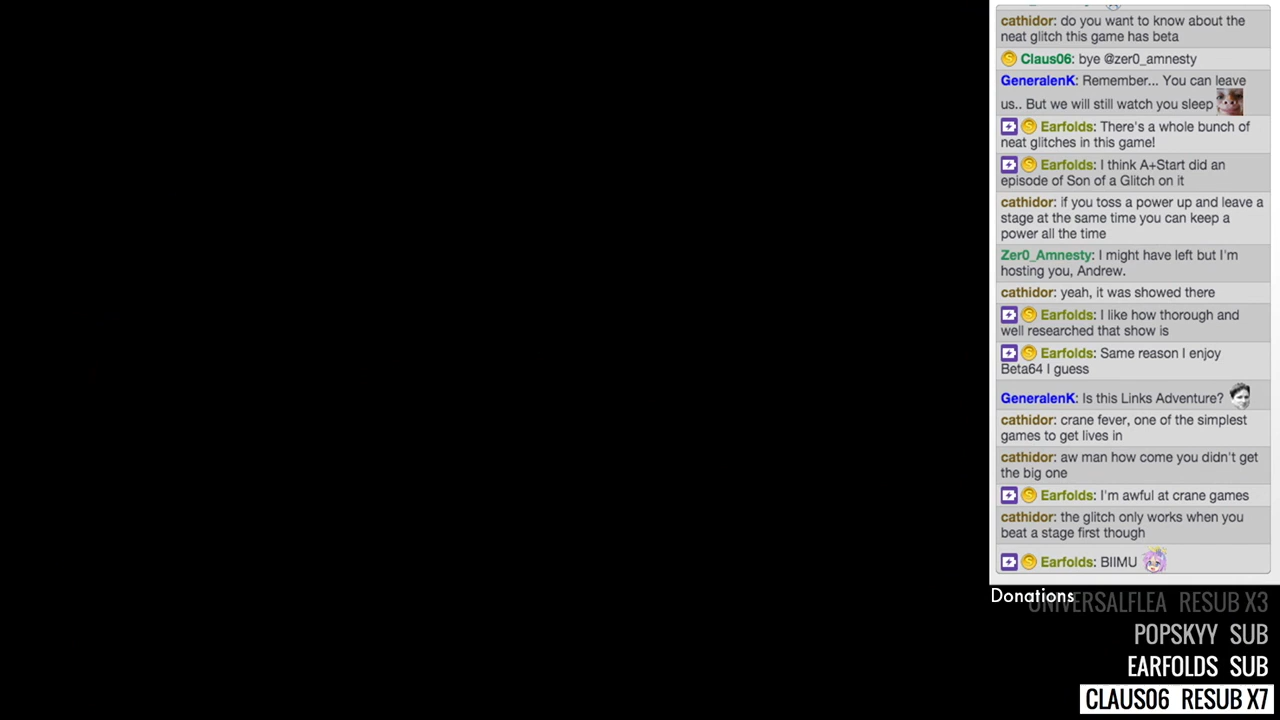 cathidor: do you want to know about the
neat glitch this game has beta
Claus06: bye @zer0_amnesty
GeneralenK: Remember... You can leave
us.. But we will still watch you sleep
Earfolds: There's a whole bunch of
neat glitches in this game!
Earfolds: I think A+Start did an
episode of Son of a Glitch on it
cathidor: if you toss a power up and leave a
stage at the same time you can keep a
power all the time
Zer0_Amnesty: I might have left but I'm
hosting you, Andrew.
cathidor: yeah, it was showed there
Earfolds: I like how thorough and
well researched that show is
Earfolds: Same reason I enjoy
Beta64 I guess
GeneralenK: Is this Links Adventure?
cathidor: crane fever, one of the simplest
games to get lives in
cathidor: aw man how come you didn't get
the big one
Earfolds: I'm awful at crane games
cathidor: the glitch only works when you
beat a stage first though
Earfolds: BIIMU
Donations
UNIVERSALFLEA RESUB X3
POPSKYY SUB
EARFOLDS SUB
CLAUS06 RESUB X7